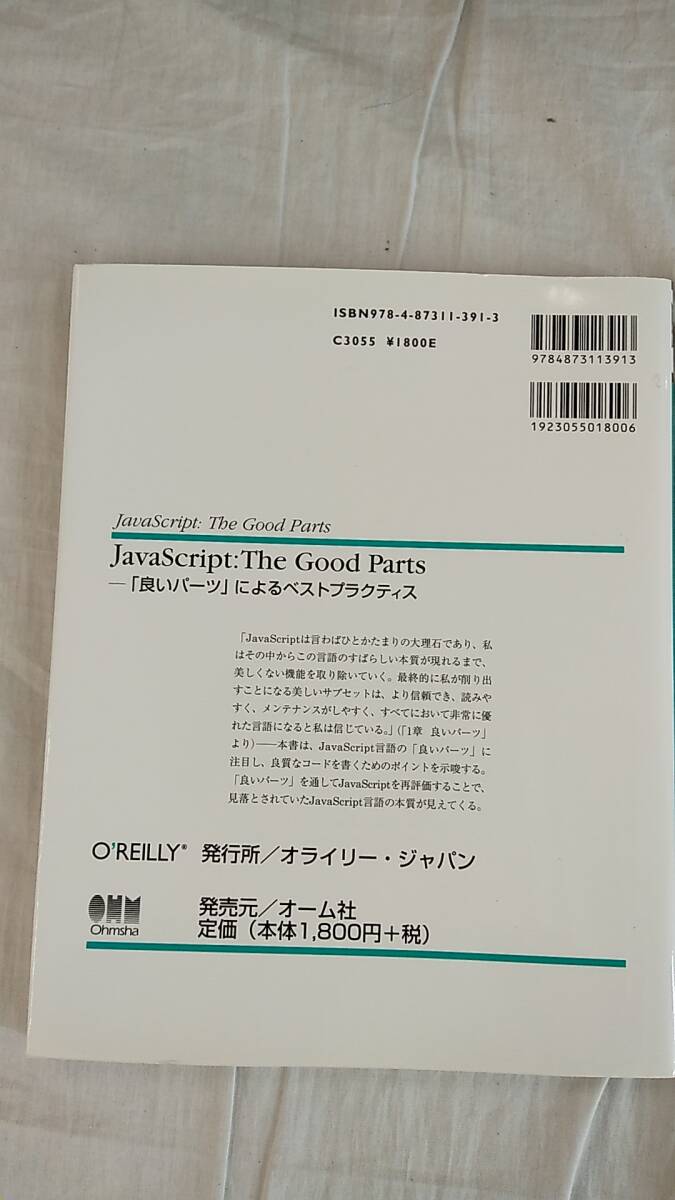 ISBN978-4-87311-391-3
C3055 ¥1800E
9784873113913
1923055018006
JavaScript: The Good Parts
JavaScript:The Good Parts
―「良いパーツ」によるベストプラクティス
「JavaScriptは言わばひとかたまりの大理石であり、私
はその中からこの言語のすばらしい本質が現れるまで、
美しくない機能を取り除いていく。最終的に私が削り出
すことになる美しいサブセットは、より信頼でき、読みや
すく、メンテナンスがしやすく、すべてにおいて非常に優
れた言語になると私は信じている。」（「1章 良いパーツ」
より）――本書は、JavaScript言語の「良いパーツ」に
注目し、良質なコードを書くためのポイントを示唆する。
「良いパーツ」を通してJavaScriptを再評価することで、
見落とされていたJavaScript言語の本質が見えてくる。
O'REILLY® 発行所／オライリー・ジャパン
OHM
Ohmsha
発売元／オーム社
定価（本体1,800円＋税）